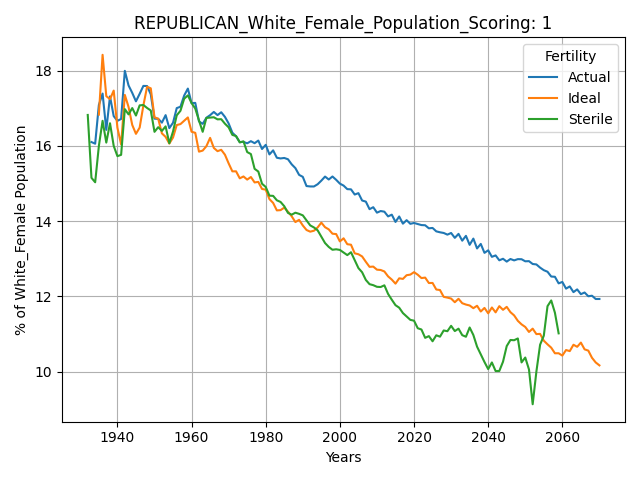 REPUBLICAN_White_Female_Population_Scoring: 1
Fertility
Actual
Ideal
Sterile
% of White_Female Population
18
16
14
12
10
1940 1960 1980 2000 2020 2040 2060
Years